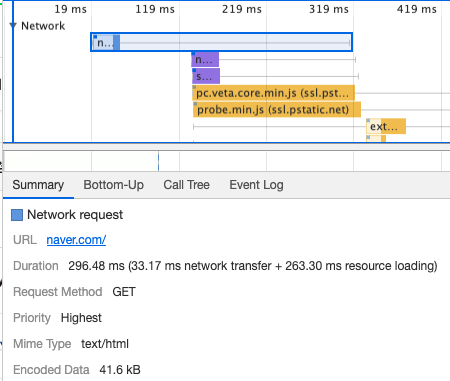 19 ms 119 ms 219 ms 319 ms 419 ms
▼ Network
n...
n...
s...
pc.veta.core.min.js (ssl.pst...
probe.min.js (ssl.pstatic.net)
ext...
Summary Bottom-Up Call Tree Event Log
Network request
URL naver.com/
Duration 296.48 ms (33.17 ms network transfer + 263.30 ms resource loading)
Request Method GET
Priority Highest
Mime Type text/html
Encoded Data 41.6 kB